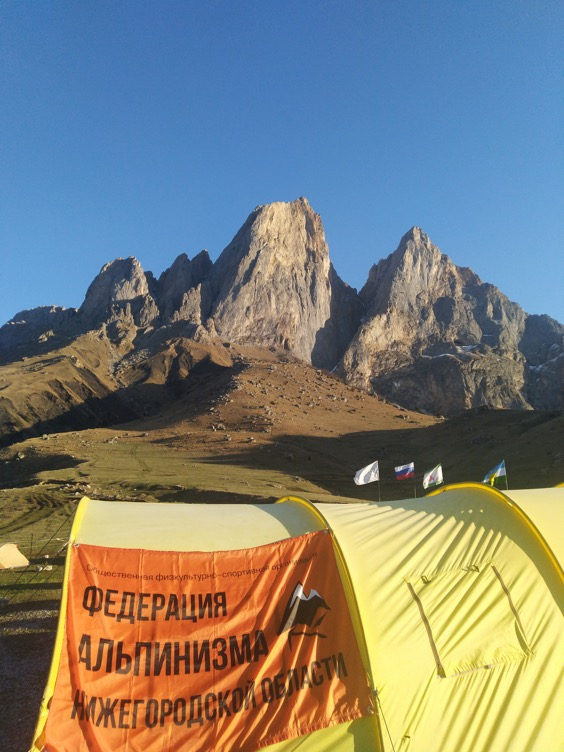 Общественная физкультурно-спортивная организация
ФЕДЕРАЦИЯ
АЛЬПИНИЗМА
НИЖЕГОРОДСКОЙ ОБЛАСТИ